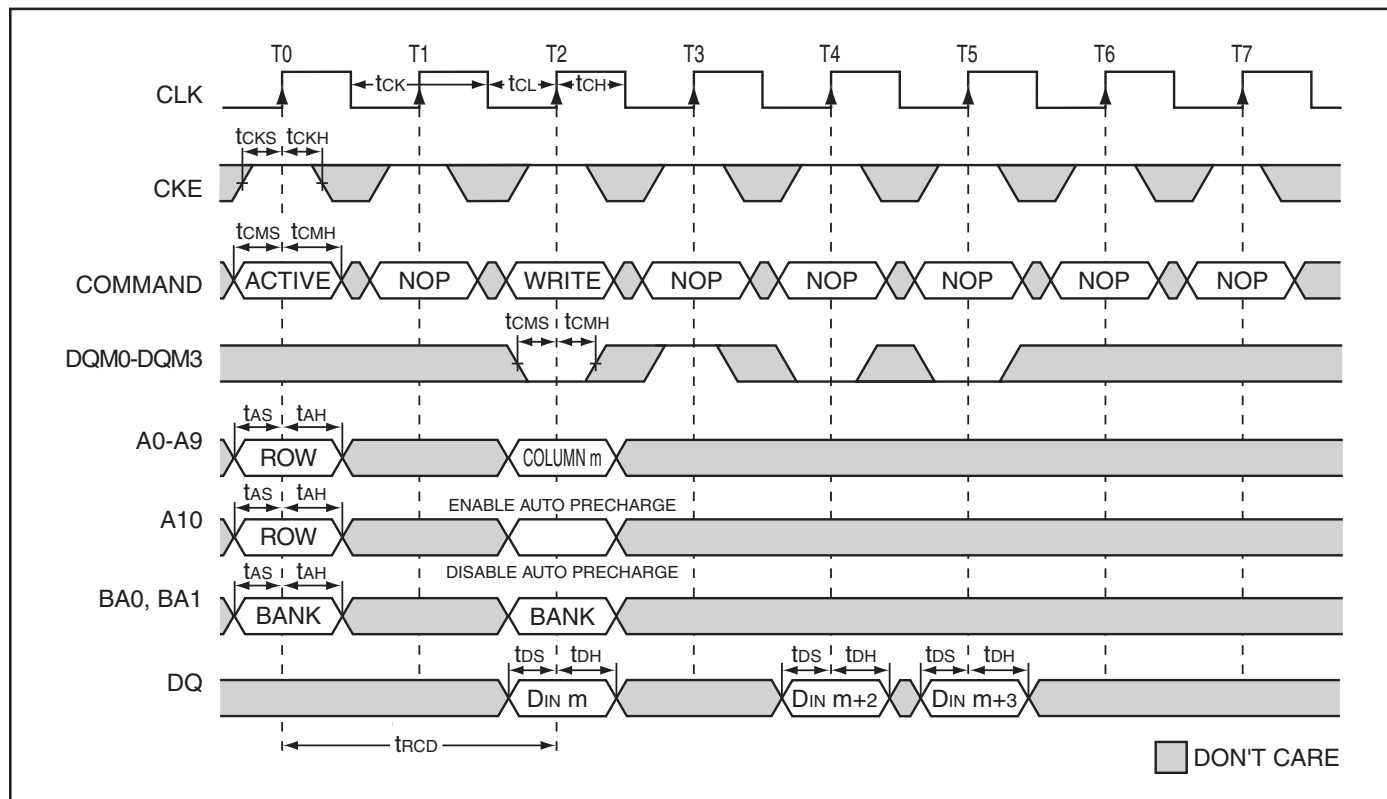 T0 T1 T2 T3 T4 T5 T6 T7
CLK tCK tCL tCH
tCKS tCKH
CKE
tCMS tCMH
COMMAND ACTIVE NOP WRITE NOP NOP NOP NOP NOP
tCMS tCMH
DQM0-DQM3
tAS tAH
A0-A9 ROW COLUMN m
tAS tAH ENABLE AUTO PRECHARGE
A10 ROW
tAS tAH DISABLE AUTO PRECHARGE
BA0, BA1 BANK BANK
tDS tDH tDS tDH tDS tDH
DQ DIN m DIN m+2 DIN m+3
tRCD
DON'T CARE